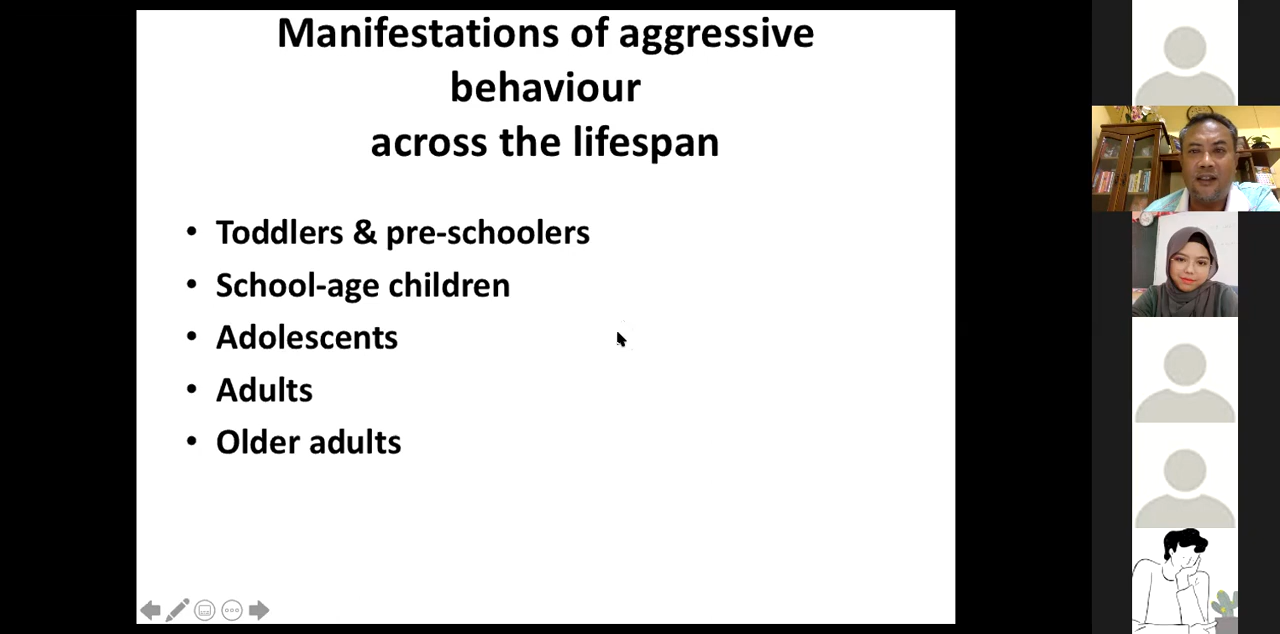 Manifestations of aggressive
behaviour
across the lifespan
• Toddlers & pre-schoolers
• School-age children
• Adolescents
• Adults
• Older adults